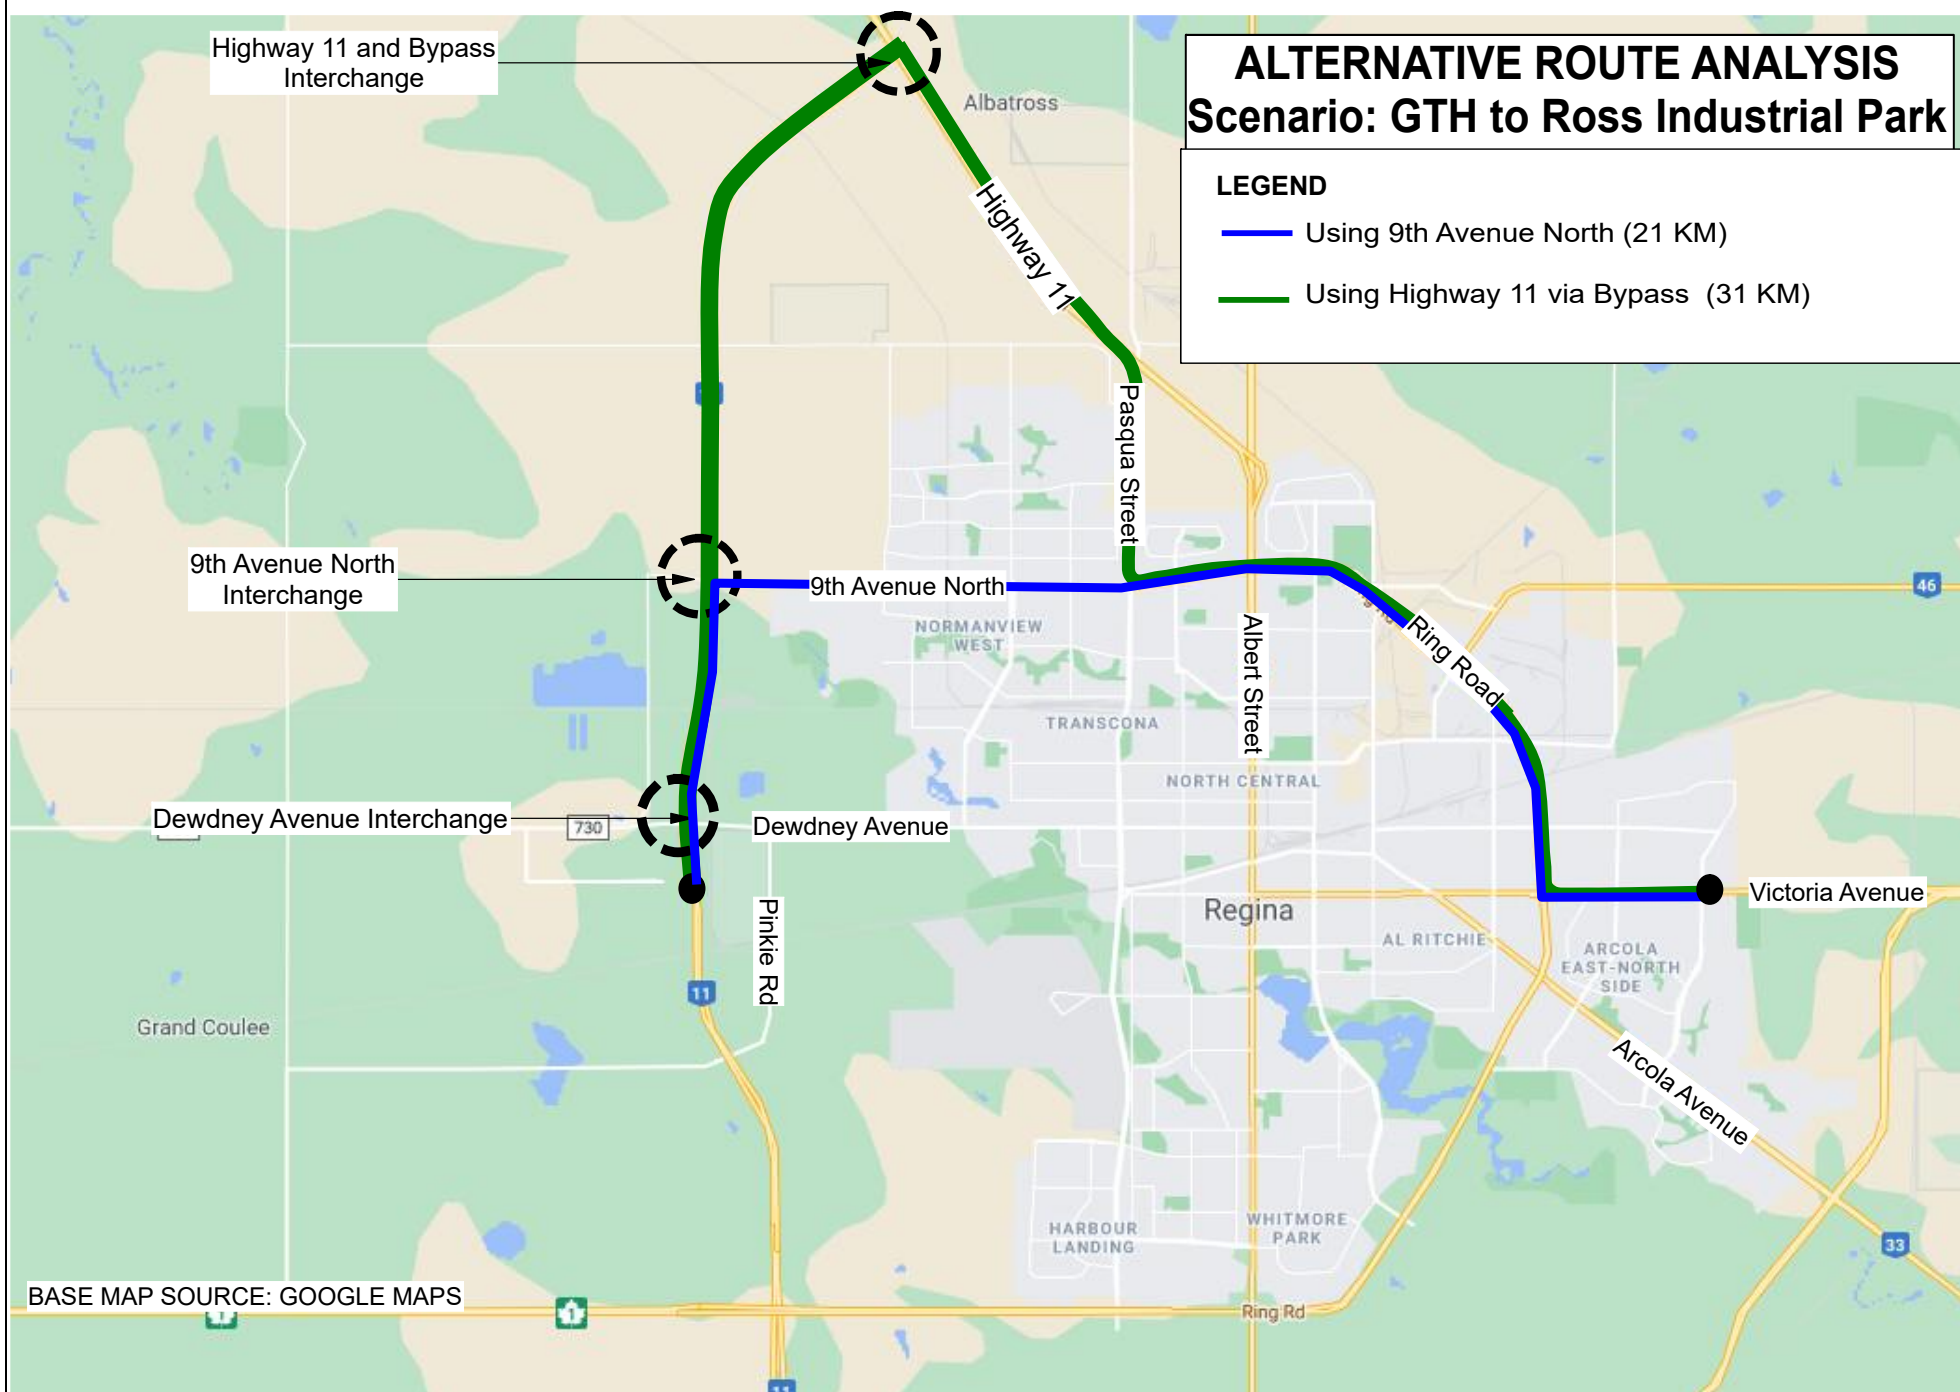 ALTERNATIVE ROUTE ANALYSIS
Scenario: GTH to Ross Industrial Park
LEGEND
Using 9th Avenue North (21 KM)
Using Highway 11 via Bypass (31 KM)
Highway 11 and Bypass
Interchange
Albatross
Highway 11
Pasqua Street
9th Avenue North
Interchange
9th Avenue North
46
NORMANVIEW
WEST
Albert Street
Ring Road
TRANSCONA
NORTH CENTRAL
Dewdney Avenue Interchange
730
Dewdney Avenue
Pinkie Rd
Regina
Victoria Avenue
AL RITCHIE
ARCOLA
EAST-NORTH
SIDE
11
Grand Coulee
Arcola Avenue
HARBOUR
LANDING
WHITMORE
PARK
33
BASE MAP SOURCE: GOOGLE MAPS
1
1
Ring Rd
11